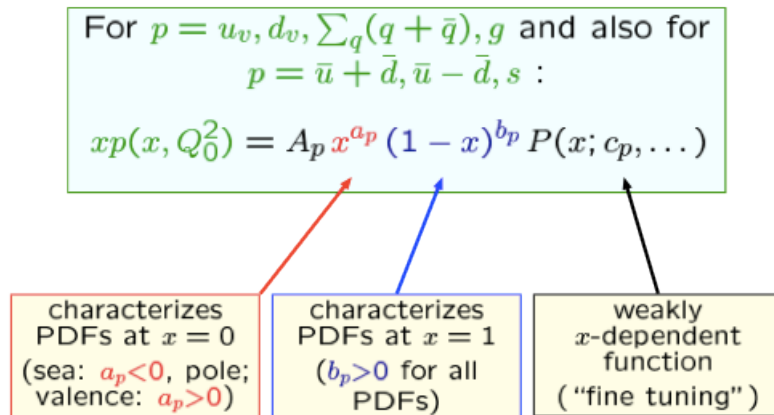 For p = u_v, d_v, ∑_q(q + q̄), g and also for
p = ū + d̄, ū − d̄, s :
xp(x, Q_0^2) = A_p x^{a_p} (1 − x)^{b_p} P(x; c_p, . . . )
characterizes
PDFs at x = 0
(sea: a_p<0, pole;
valence: a_p>0)
characterizes
PDFs at x = 1
(b_p>0 for all
PDFs)
weakly
x-dependent
function
(“fine tuning”)